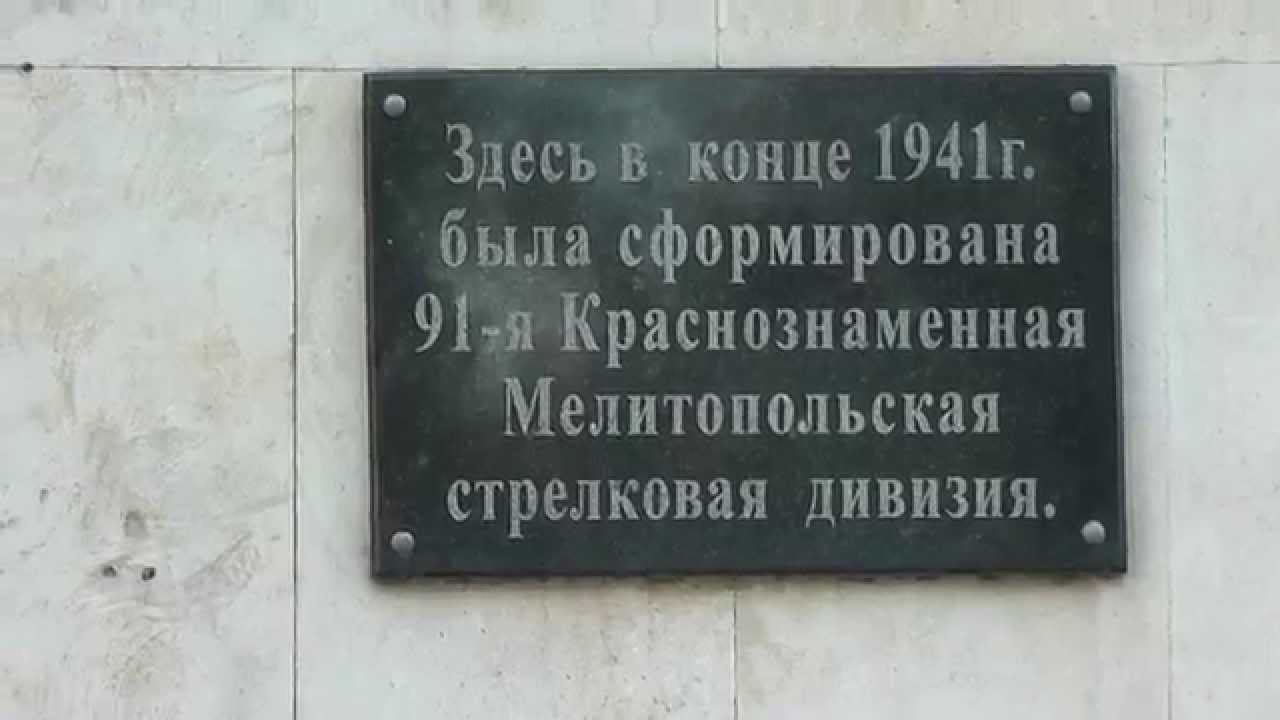 Здесь в конце 1941г.
была сформирована
91-я Краснознаменная
Мелитопольская
стрелковая дивизия.